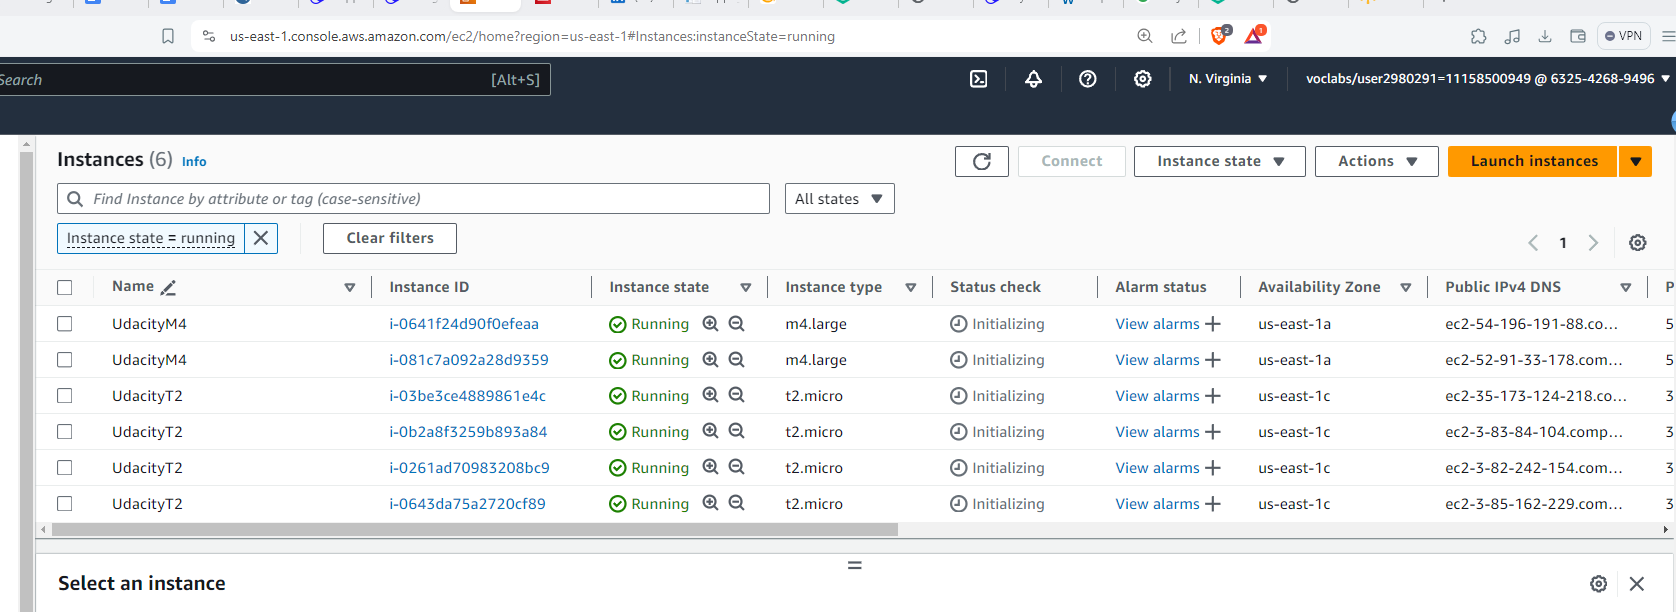 us-east-1.console.aws.amazon.com/ec2/home?region=us-east-1#Instances:instanceState=running
2
1
VPN
Search
[Alt+S]
N. Virginia
voclabs/user2980291=11158500949 @ 6325-4268-9496
Instances (6) Info
Connect
Instance state
Actions
Launch instances
Find Instance by attribute or tag (case-sensitive)
All states
Instance state = running
Clear filters
1
Name Instance ID Instance state Instance type Status check Alarm status Availability Zone Public IPv4 DNS P
UdacityM4 i-0641f24d90f0efeaa Running m4.large Initializing View alarms us-east-1a ec2-54-196-191-88.co... 5
UdacityM4 i-081c7a092a28d9359 Running m4.large Initializing View alarms us-east-1a ec2-52-91-33-178.com... 5
UdacityT2 i-03be3ce4889861e4c Running t2.micro Initializing View alarms us-east-1c ec2-35-173-124-218.co... 3
UdacityT2 i-0b2a8f3259b893a84 Running t2.micro Initializing View alarms us-east-1c ec2-3-83-84-104.comp... 3
UdacityT2 i-0261ad70983208bc9 Running t2.micro Initializing View alarms us-east-1c ec2-3-82-242-154.com... 3
UdacityT2 i-0643da75a2720cf89 Running t2.micro Initializing View alarms us-east-1c ec2-3-85-162-229.com... 3
Select an instance